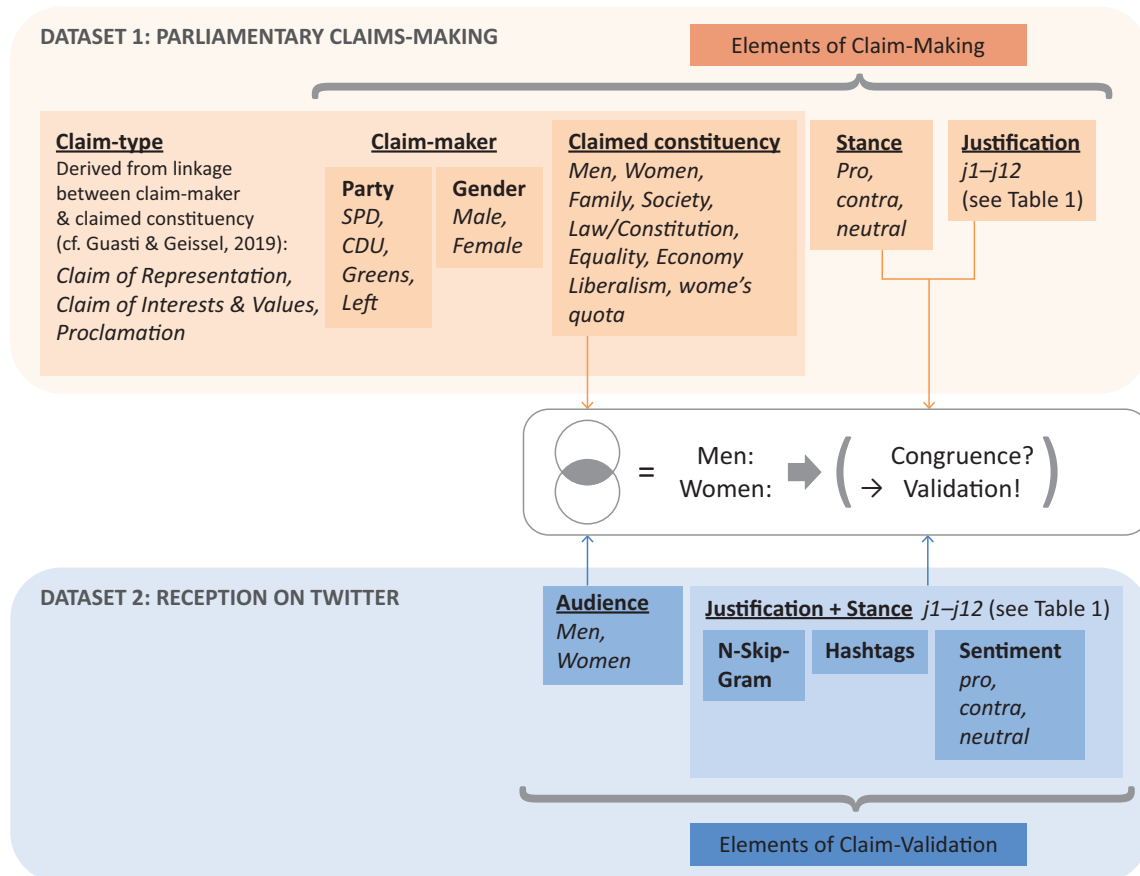 DATASET 1: PARLIAMENTARY CLAIMS-MAKING
Elements of Claim-Making
Claim-type
Derived from linkage
between claim-maker
& claimed constituency
(cf. Guasti & Geissel, 2019):
Claim of Representation,
Claim of Interests & Values,
Proclamation
Claim-maker
Party
SPD,
CDU,
Greens,
Left
Gender
Male,
Female
Claimed constituency
Men, Women,
Family, Society,
Law/Constitution,
Equality, Economy
Liberalism, wome's
quota
Stance
Pro,
contra,
neutral
Justification
j1–j12
(see Table 1)
=
Men:
Women:
( Congruence?
→ Validation! )
DATASET 2: RECEPTION ON TWITTER
Audience
Men,
Women
Justification + Stance j1–j12 (see Table 1)
N-Skip-
Gram
Hashtags
Sentiment
pro,
contra,
neutral
Elements of Claim-Validation